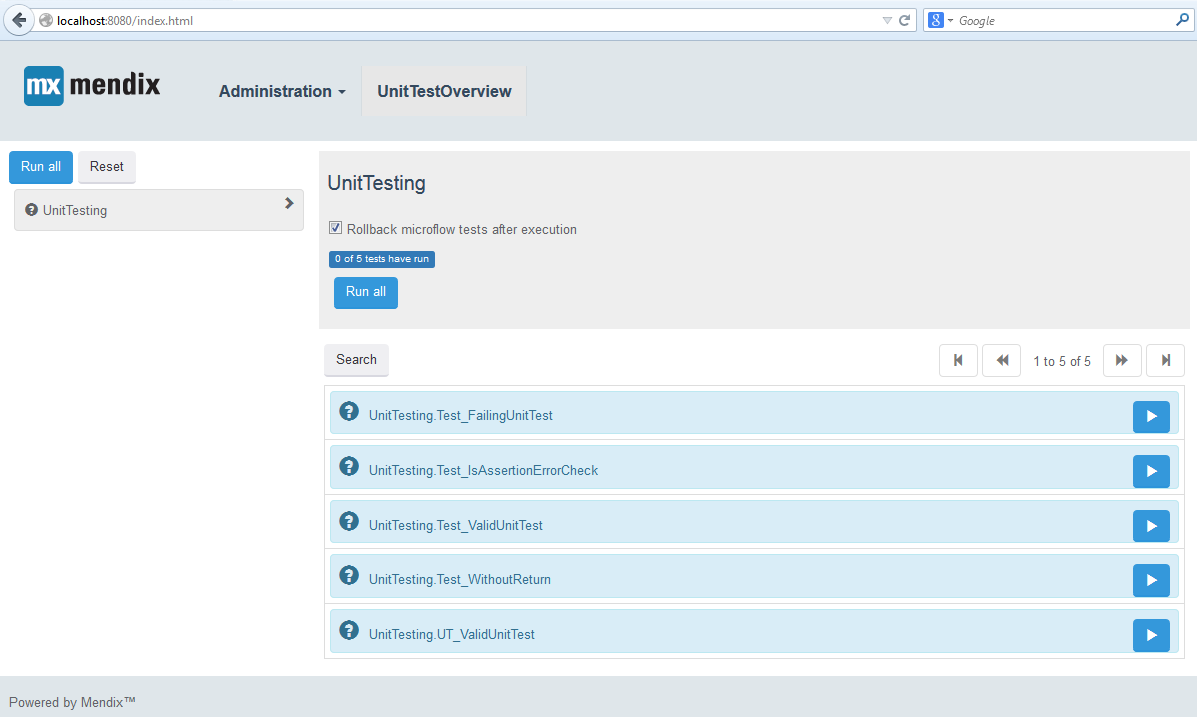 localhost:8080/index.html
8 Google
mx mendix
Administration
UnitTestOverview
Run all
Reset
UnitTesting
UnitTesting
Rollback microflow tests after execution
0 of 5 tests have run
Run all
Search
1 to 5 of 5
UnitTesting.Test_FailingUnitTest
UnitTesting.Test_IsAssertionErrorCheck
UnitTesting.Test_ValidUnitTest
UnitTesting.Test_WithoutReturn
UnitTesting.UT_ValidUnitTest
Powered by Mendix™